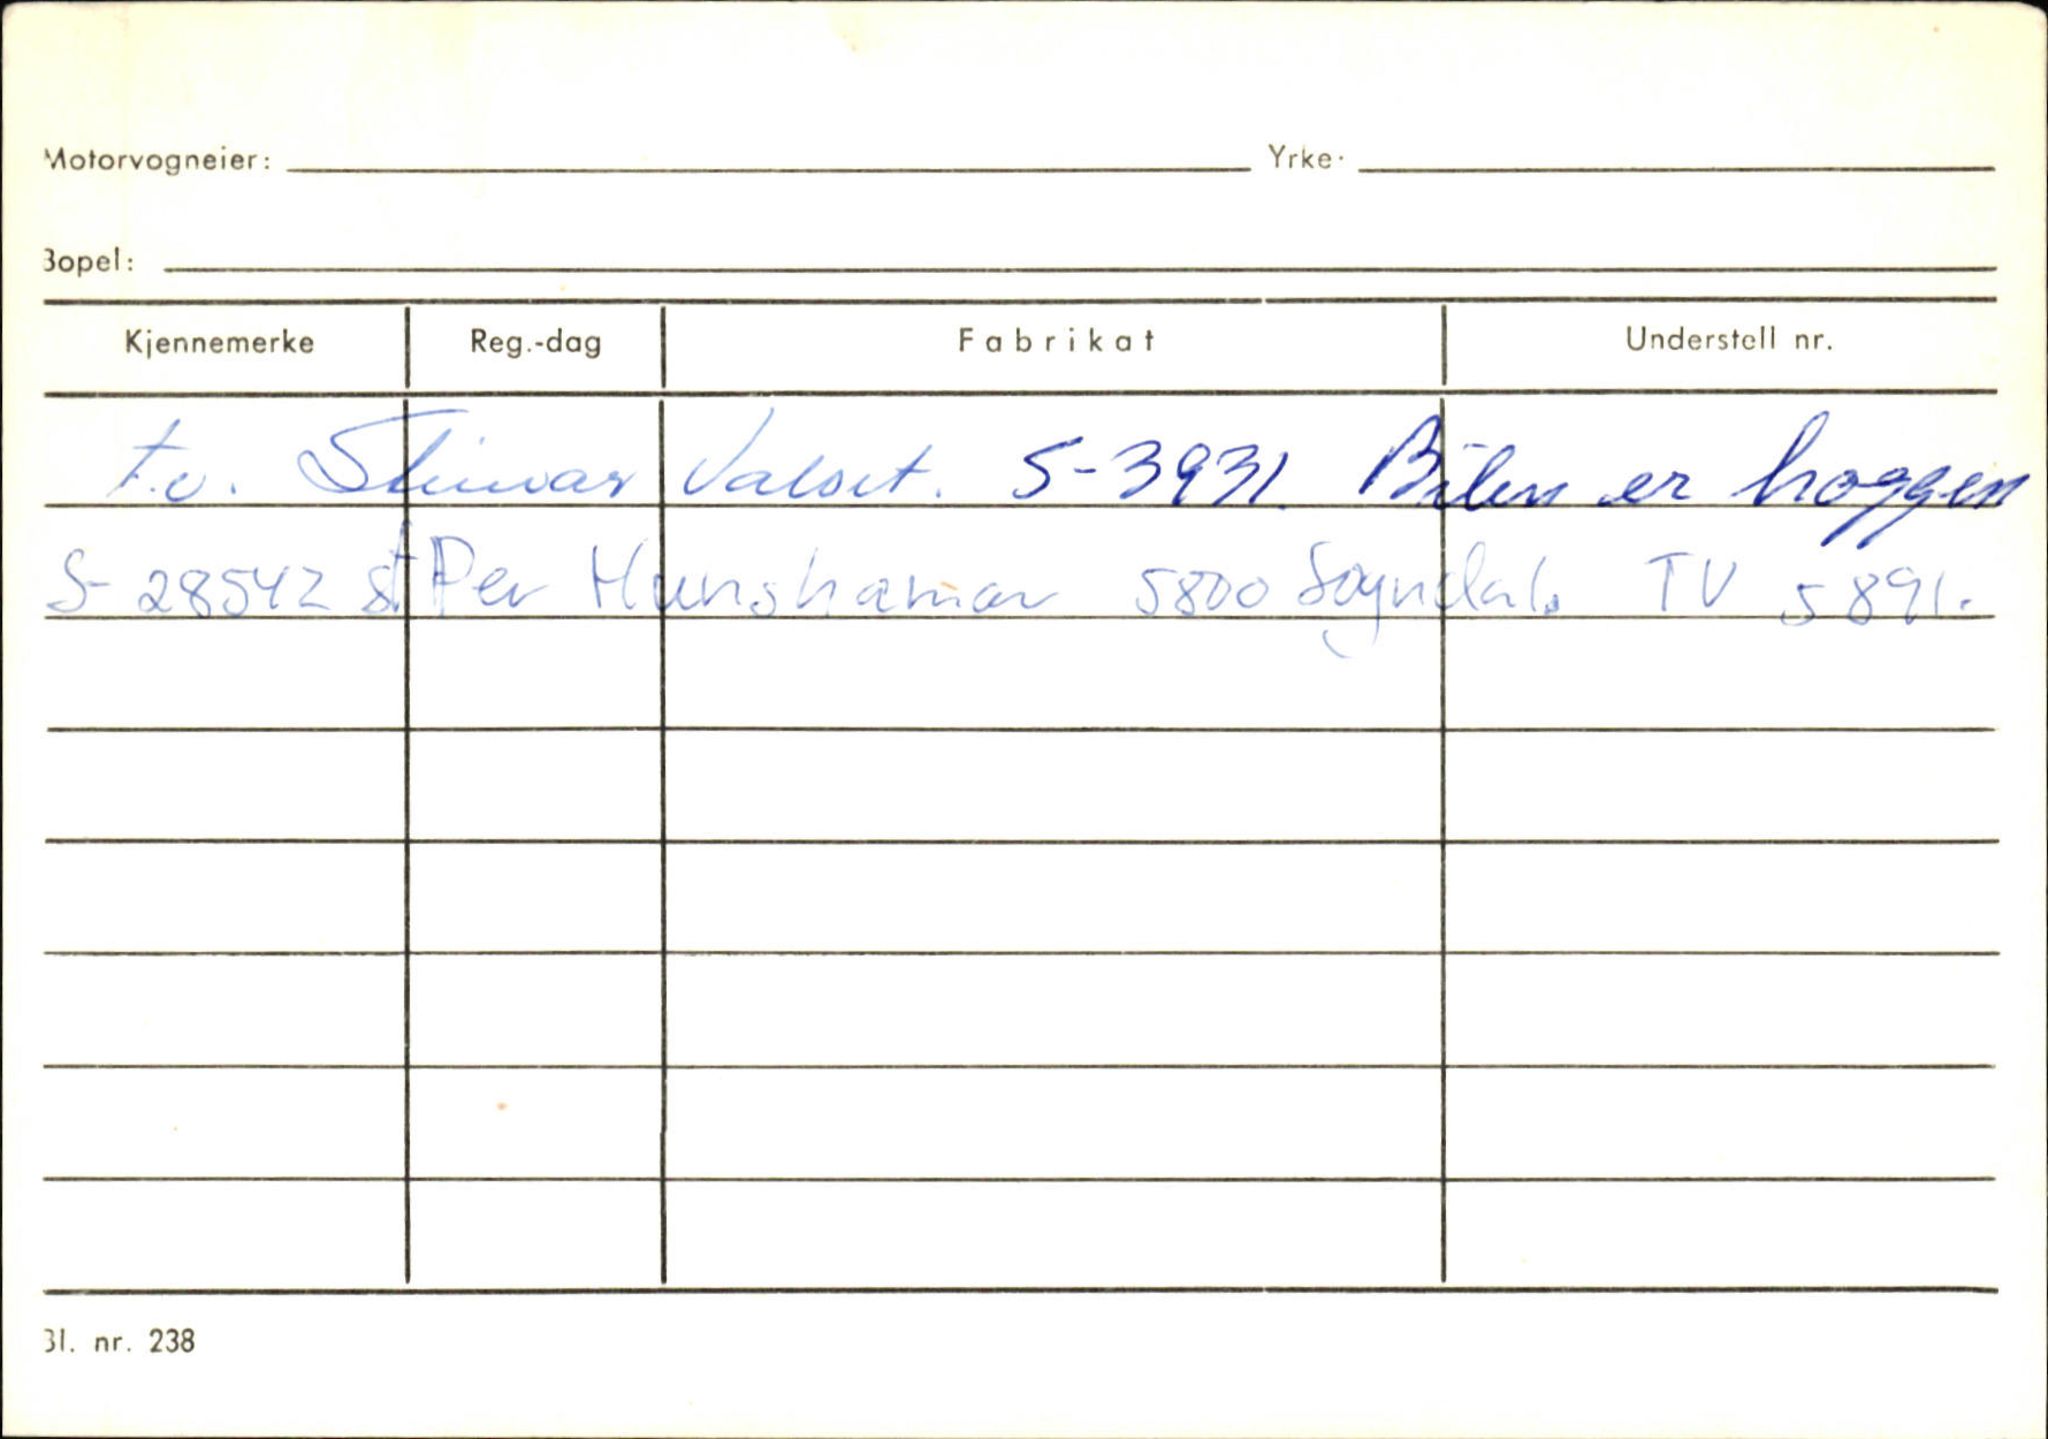 Motorvogneier: Yrke:
Bopel:
Kjennemerke Reg.-dag Fabrikat Understell nr.
t.v. Steinar Valset. S-3931. Bilen er hoggen
S-28542 Per Hunshamar 5800 Sogndal. TV 5891.
Bl. nr. 238